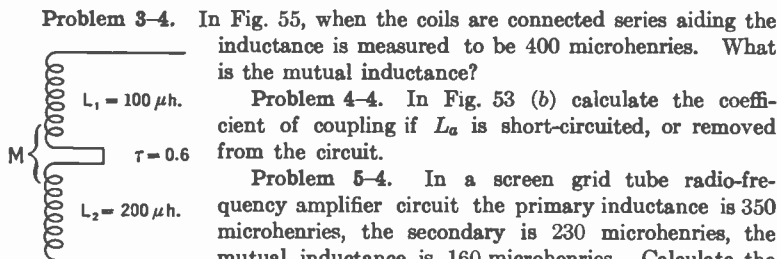 Problem 3–4. In Fig. 55, when the coils are connected series aiding the
inductance is measured to be 400 microhenries. What
is the mutual inductance?
L₁ = 100 μh.
M
τ = 0.6
L₂ = 200 μh.
Problem 4–4. In Fig. 53 (b) calculate the coeffi-
cient of coupling if Lₐ is short-circuited, or removed
from the circuit.
Problem 5–4. In a screen grid tube radio-fre-
quency amplifier circuit the primary inductance is 350
microhenries, the secondary is 230 microhenries, the
mutual inductance is 160 microhenries. Calculate the